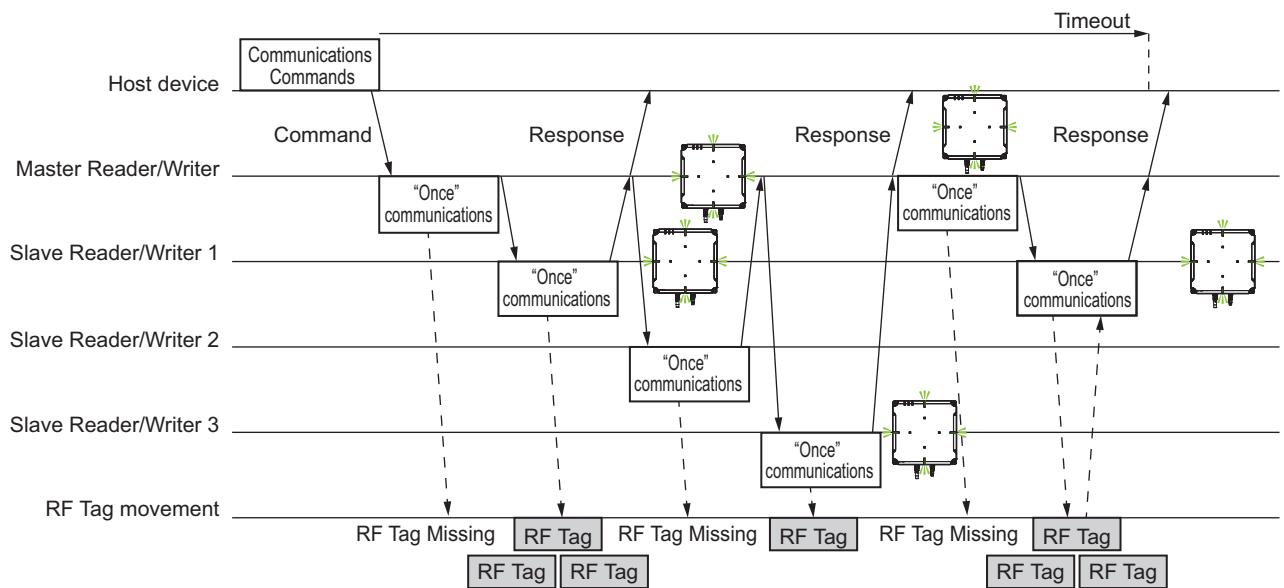 Timeout
Communications
Commands
Host device
Command
Response
Response
Response
Master Reader/Writer
“Once”
communications
“Once”
communications
Slave Reader/Writer 1
“Once”
communications
“Once”
communications
Slave Reader/Writer 2
“Once”
communications
Slave Reader/Writer 3
“Once”
communications
RF Tag movement
RF Tag Missing
RF Tag
RF Tag Missing
RF Tag
RF Tag Missing
RF Tag
RF Tag
RF Tag
RF Tag
RF Tag